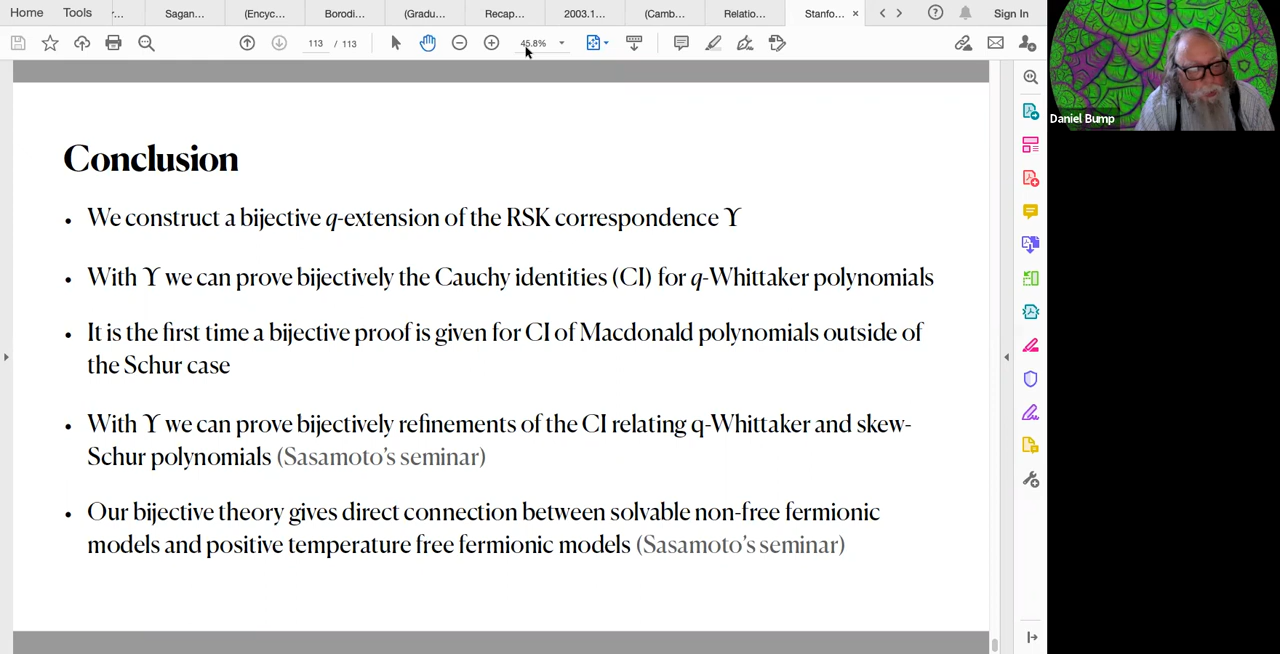 Home Tools Sagan... (Encyc... Borodi... (Gradu... Recap... 2003.1... (Camb... Relatio... Stanfo... × Sign In
113 / 113 45.8%
Daniel Bump
Conclusion
• We construct a bijective q-extension of the RSK correspondence ϒ
• With ϒ we can prove bijectively the Cauchy identities (CI) for q-Whittaker polynomials
• It is the first time a bijective proof is given for CI of Macdonald polynomials outside of
the Schur case
• With ϒ we can prove bijectively refinements of the CI relating q-Whittaker and skew-
Schur polynomials (Sasamoto's seminar)
• Our bijective theory gives direct connection between solvable non-free fermionic
models and positive temperature free fermionic models (Sasamoto's seminar)